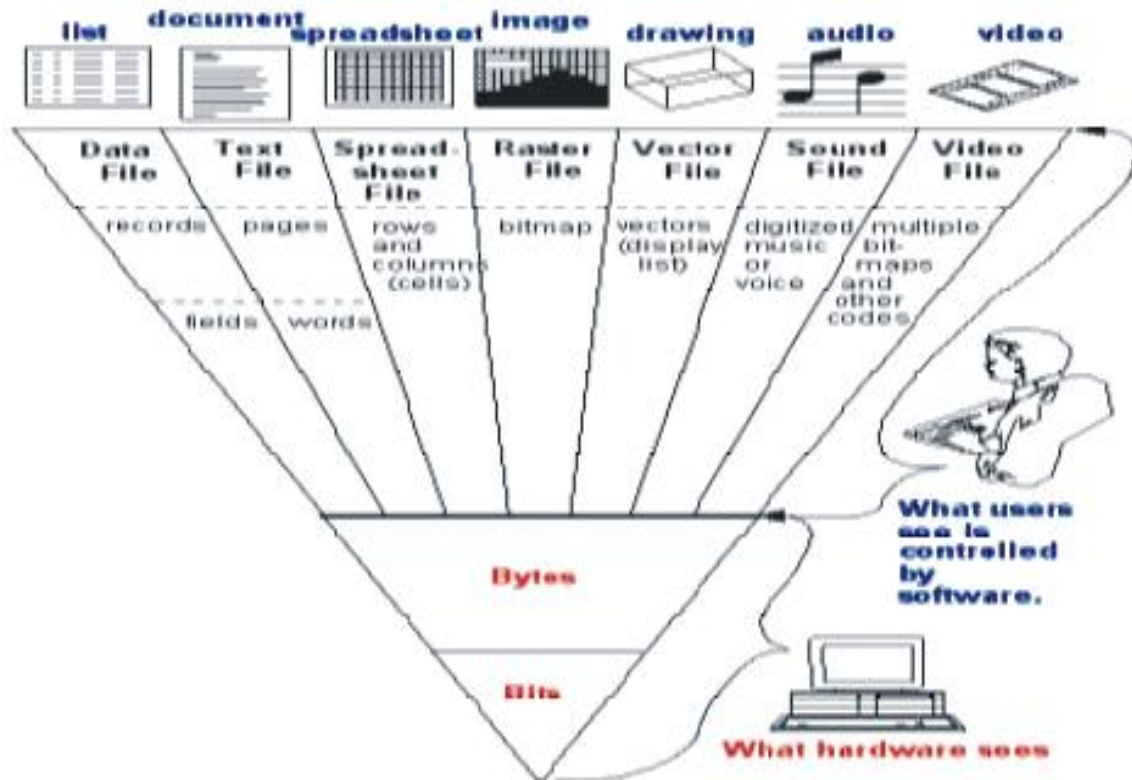 list
document
spreadsheet
image
drawing
audio
video
Data
File
Text
File
Spread-
sheet
File
Raster
File
Vector
File
Sound
File
Video
File
records
fields
pages
words
rows
and
columns
(cells)
bitmap
vectors
(display
list)
digitized
music
or
voice
multiple
bit-
maps
and
other
codes
What users
see is
controlled
by
software.
Bytes
Bits
What hardware sees